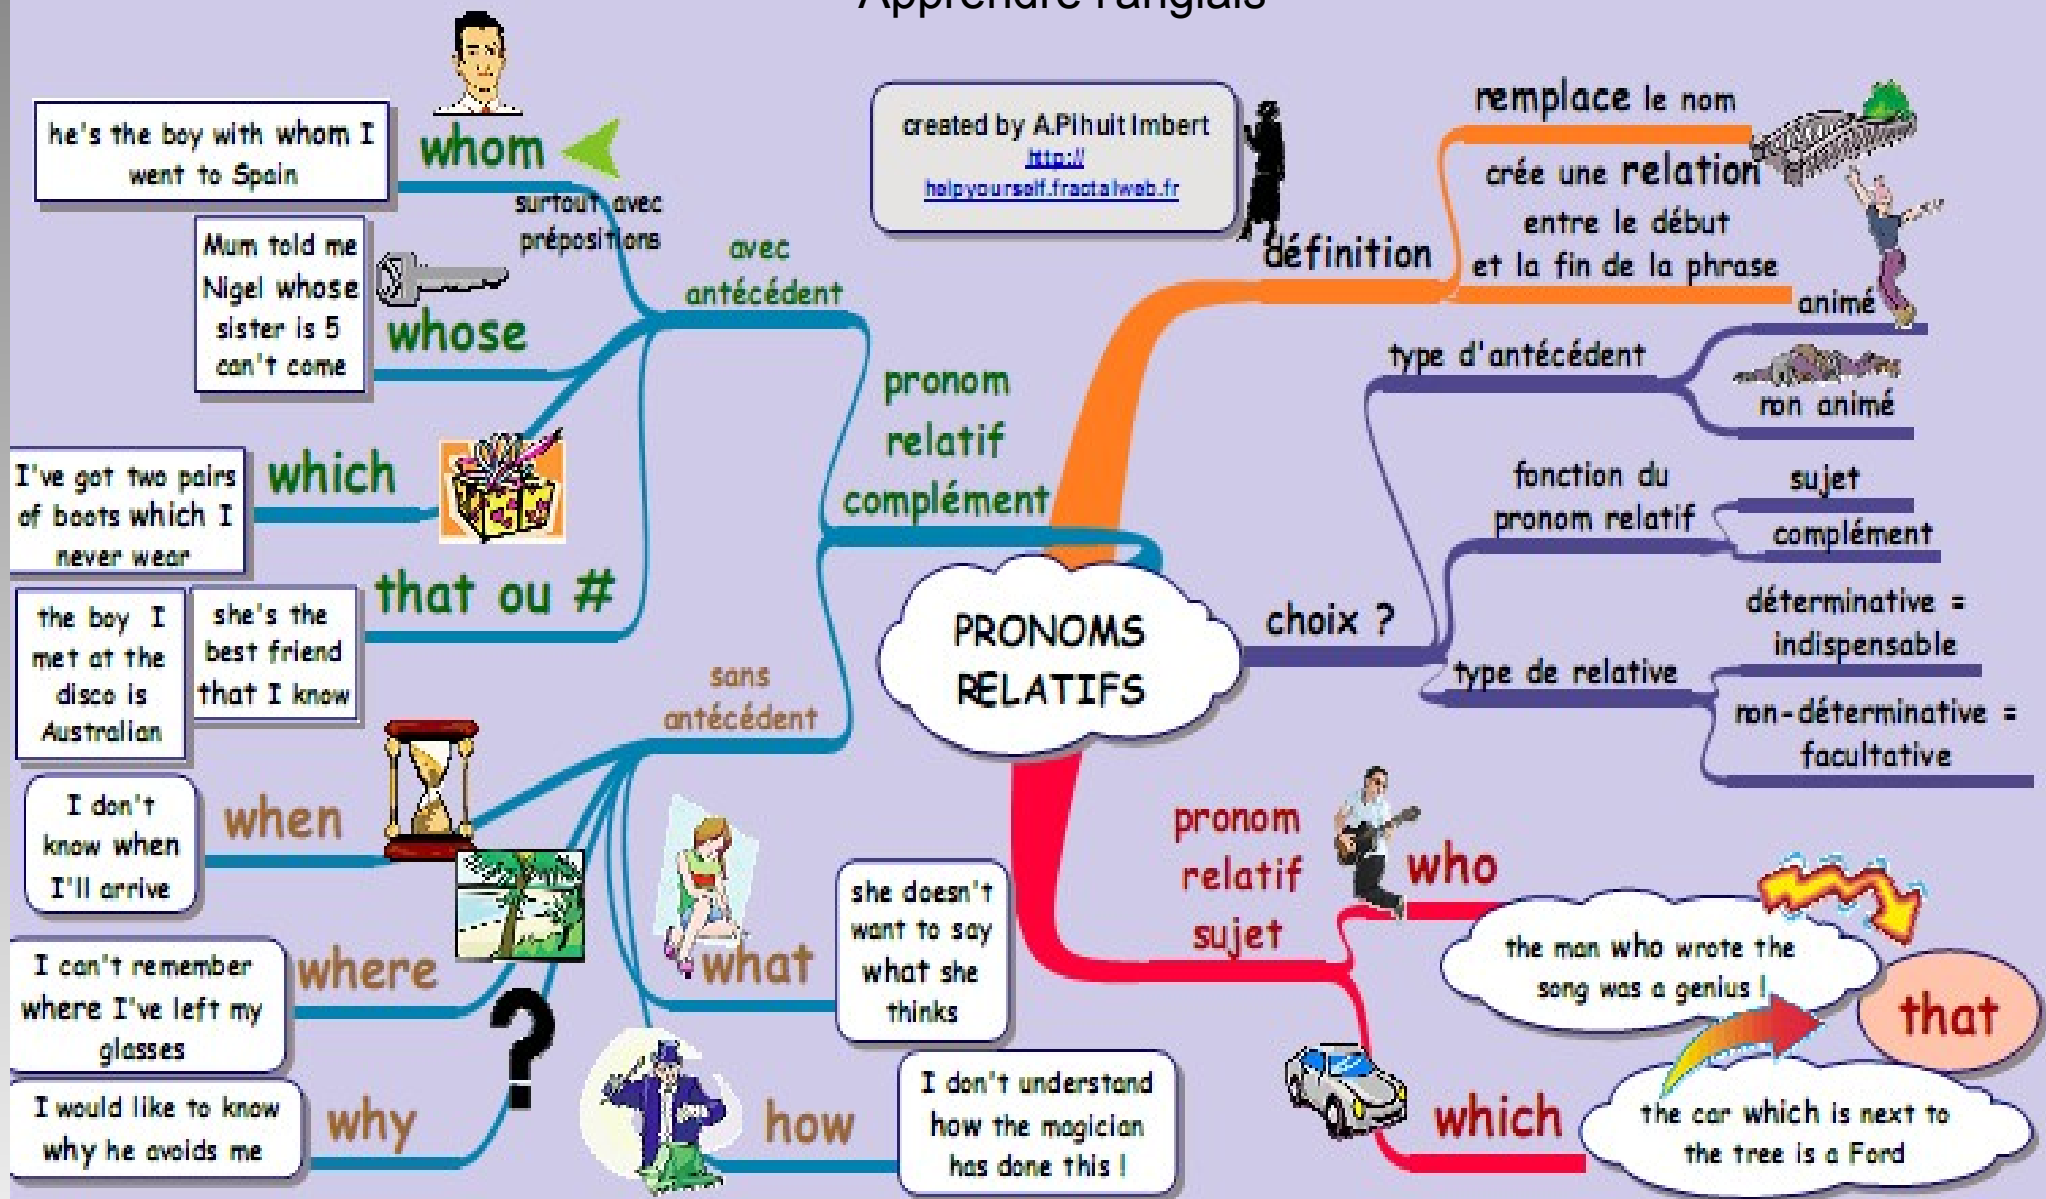 Apprendre l'anglais
created by A.Pihuit Imbert
http://
helpyourself.fractalweb.fr
PRONOMS
RELATIFS
définition
remplace le nom
crée une relation
entre le début
et la fin de la phrase
choix ?
type d'antécédent
animé
non animé
fonction du
pronom relatif
sujet
complément
type de relative
déterminative =
indispensable
non-déterminative =
facultative
pronom
relatif
sujet
who
the man who wrote the
song was a genius !
that
which
the car which is next to
the tree is a Ford
pronom
relatif
complément
avec
antécédent
whom
surtout avec
prépositions
he's the boy with whom I
went to Spain
whose
Mum told me
Nigel whose
sister is 5
can't come
which
I've got two pairs
of boots which I
never wear
that ou #
she's the
best friend
that I know
the boy I
met at the
disco is
Australian
sans
antécédent
when
I don't
know when
I'll arrive
where
I can't remember
where I've left my
glasses
why
I would like to know
why he avoids me
what
she doesn't
want to say
what she
thinks
how
I don't understand
how the magician
has done this !